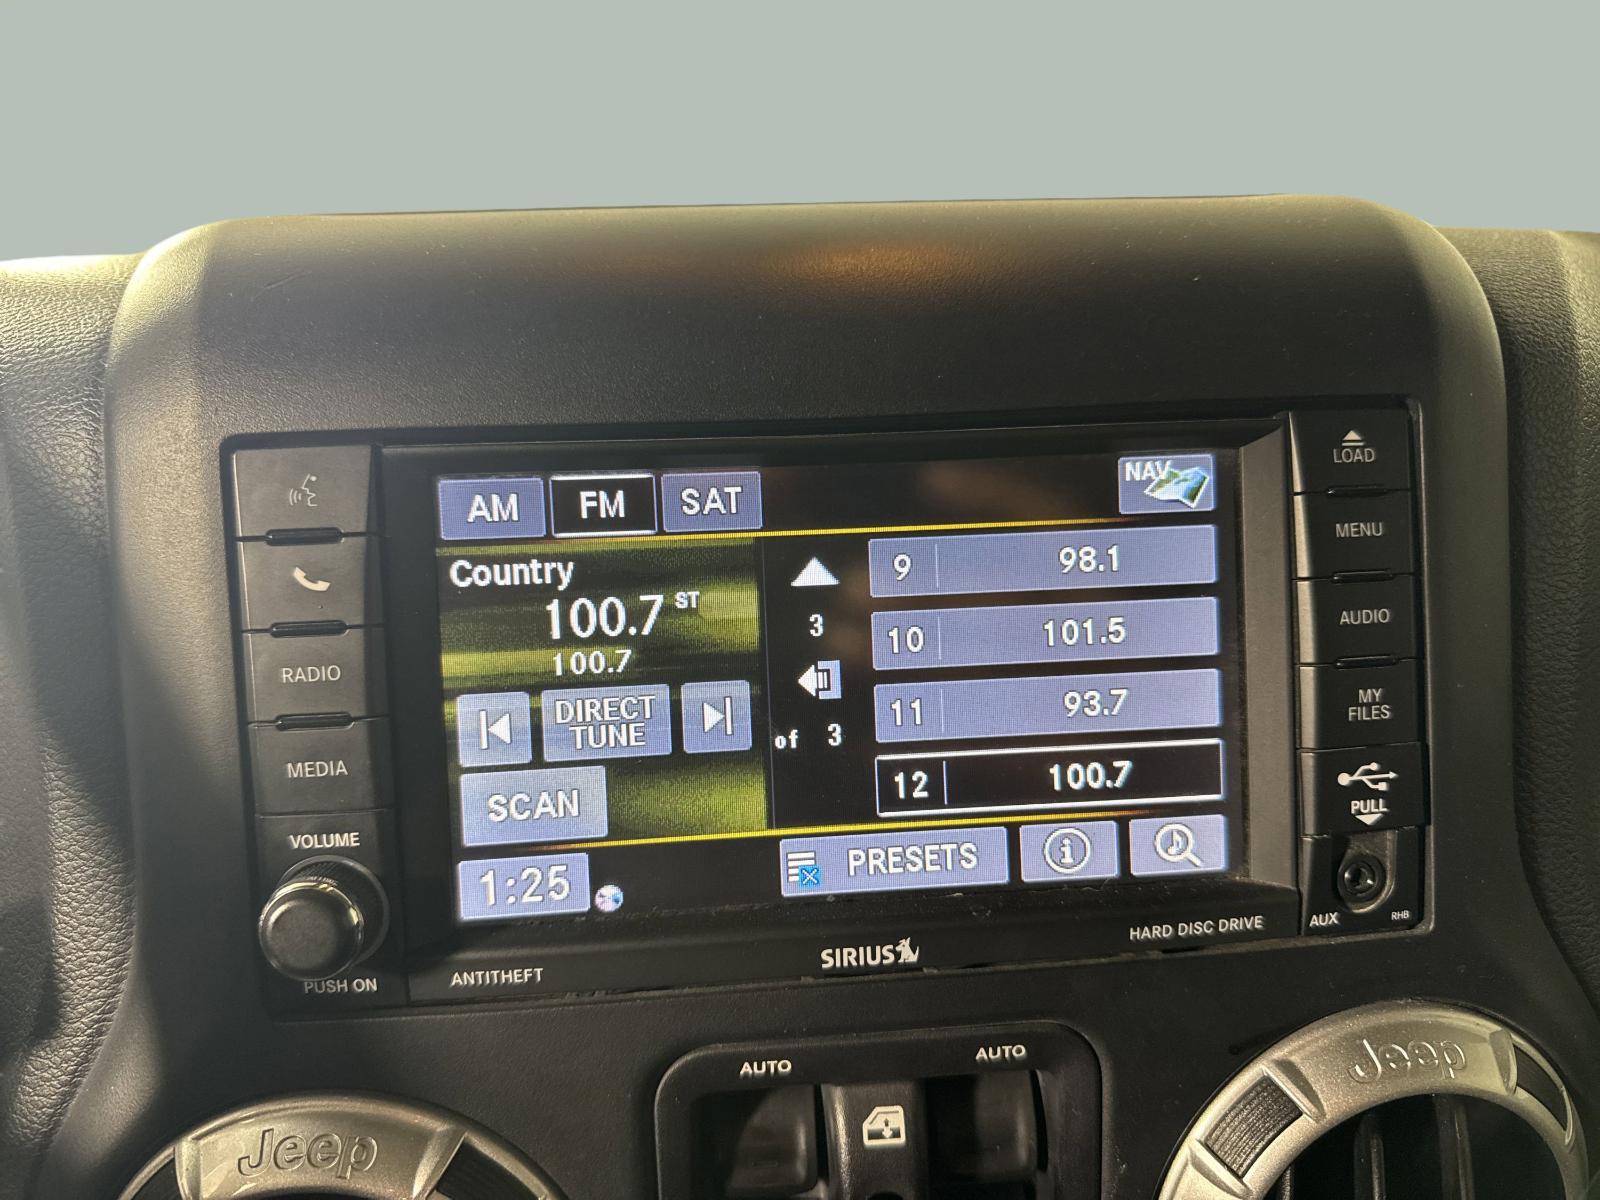 AM FM SAT NAV
Country
100.7 ST
100.7
DIRECT
TUNE
SCAN
1:25
3
of 3
9 98.1
10 101.5
11 93.7
12 100.7
PRESETS
i
RADIO
MEDIA
VOLUME
PUSH ON
LOAD
MENU
AUDIO
MY
FILES
PULL
AUX
RHB
ANTITHEFT
SIRIUS
HARD DISC DRIVE
AUTO
AUTO
Jeep
Jeep